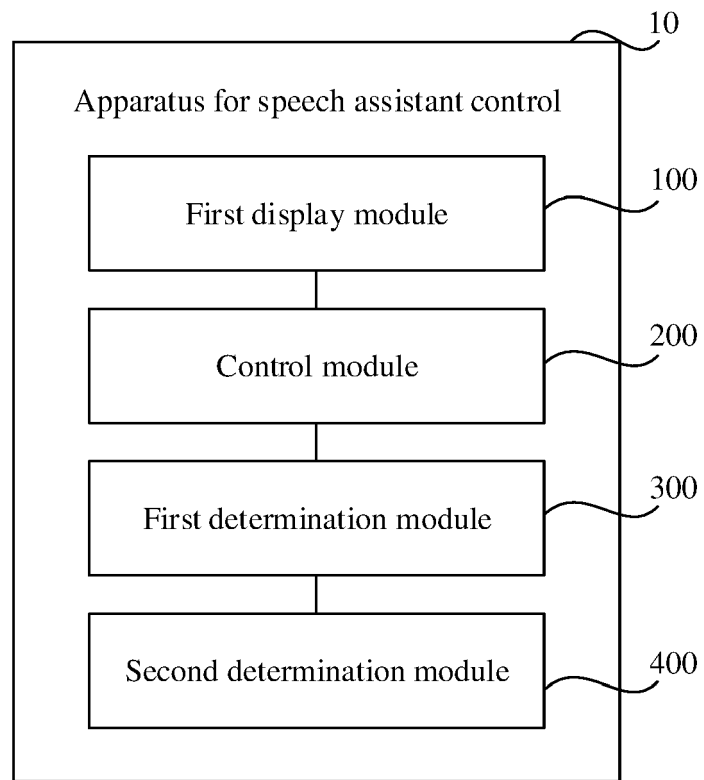 10
Apparatus for speech assistant control
100
First display module
200
Control module
300
First determination module
400
Second determination module